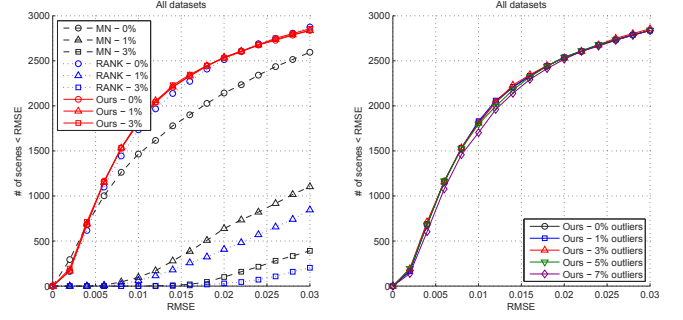 All datasets
# of scenes < RMSE
3000
2500
2000
1500
1000
500
0
0 0.005 0.01 0.015 0.02 0.025 0.03
RMSE
MN − 0%
MN − 1%
MN − 3%
RANK − 0%
RANK − 1%
RANK − 3%
Ours − 0%
Ours − 1%
Ours − 3%
All datasets
# of scenes < RMSE
3000
2500
2000
1500
1000
500
0
0 0.005 0.01 0.015 0.02 0.025 0.03
RMSE
Ours − 0% outliers
Ours − 1% outliers
Ours − 3% outliers
Ours − 5% outliers
Ours − 7% outliers